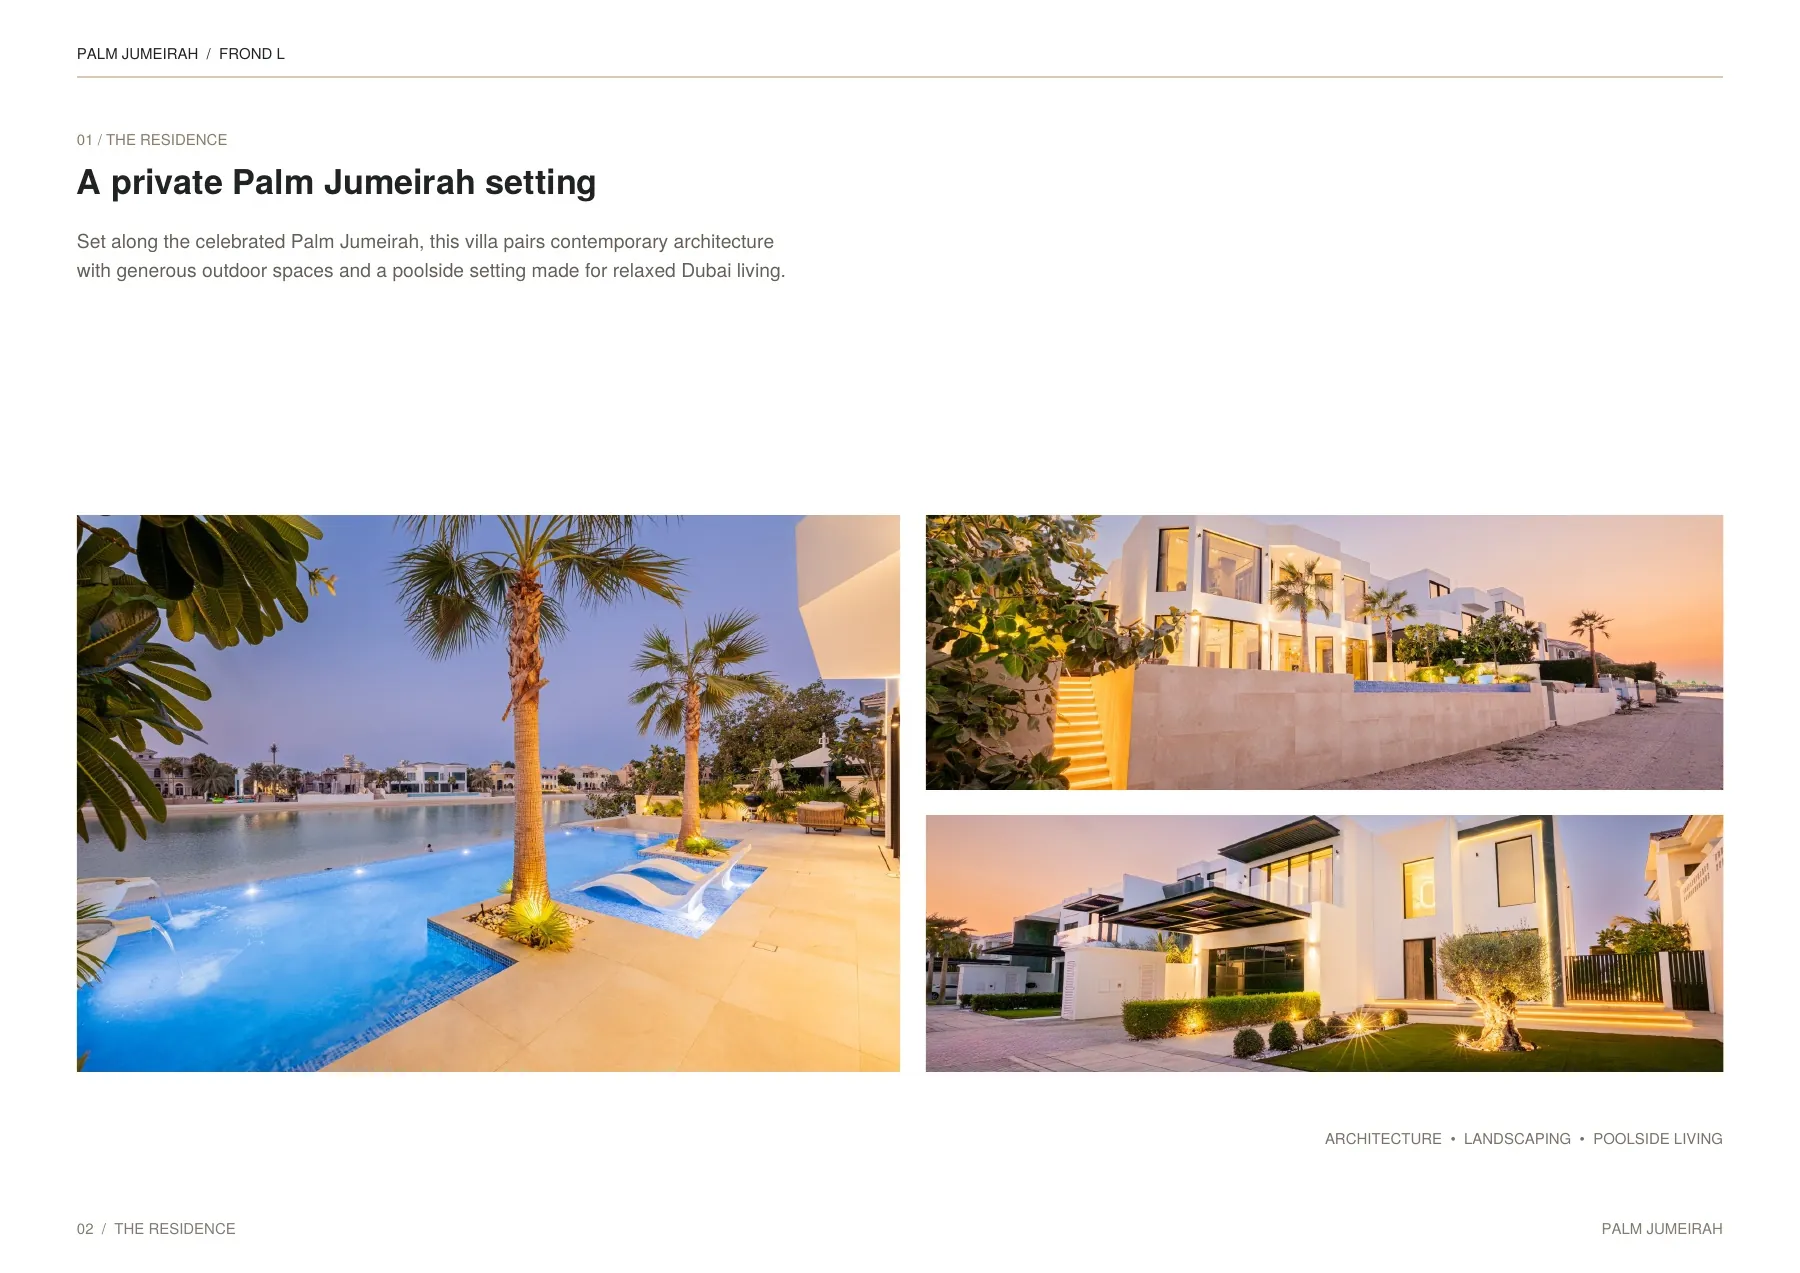 PALM JUMEIRAH / FROND L
01 / THE RESIDENCE
A private Palm Jumeirah setting
Set along the celebrated Palm Jumeirah, this villa pairs contemporary architecture
with generous outdoor spaces and a poolside setting made for relaxed Dubai living.
ARCHITECTURE • LANDSCAPING • POOLSIDE LIVING
02 / THE RESIDENCE
PALM JUMEIRAH